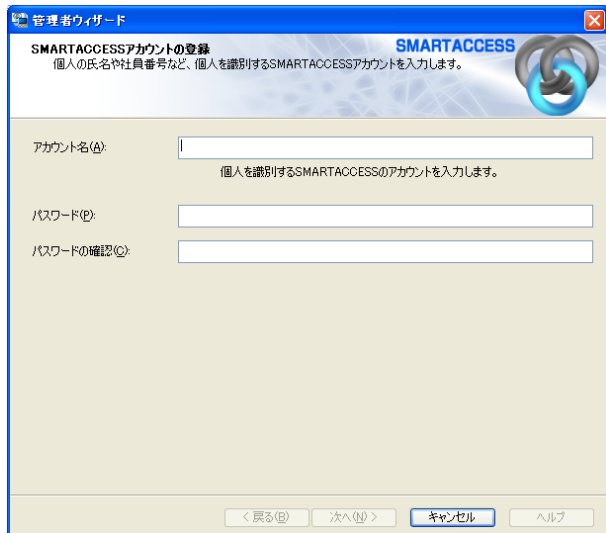 管理者ウィザード
SMARTACCESSアカウントの登録
SMARTACCESS
個人の氏名や社員番号など、個人を識別するSMARTACCESSアカウントを入力します。
アカウント名(A):
個人を識別するSMARTACCESSのアカウントを入力します。
パスワード(P):
パスワードの確認(C):
< 戻る(B) 次へ(N) > キャンセル ヘルプ